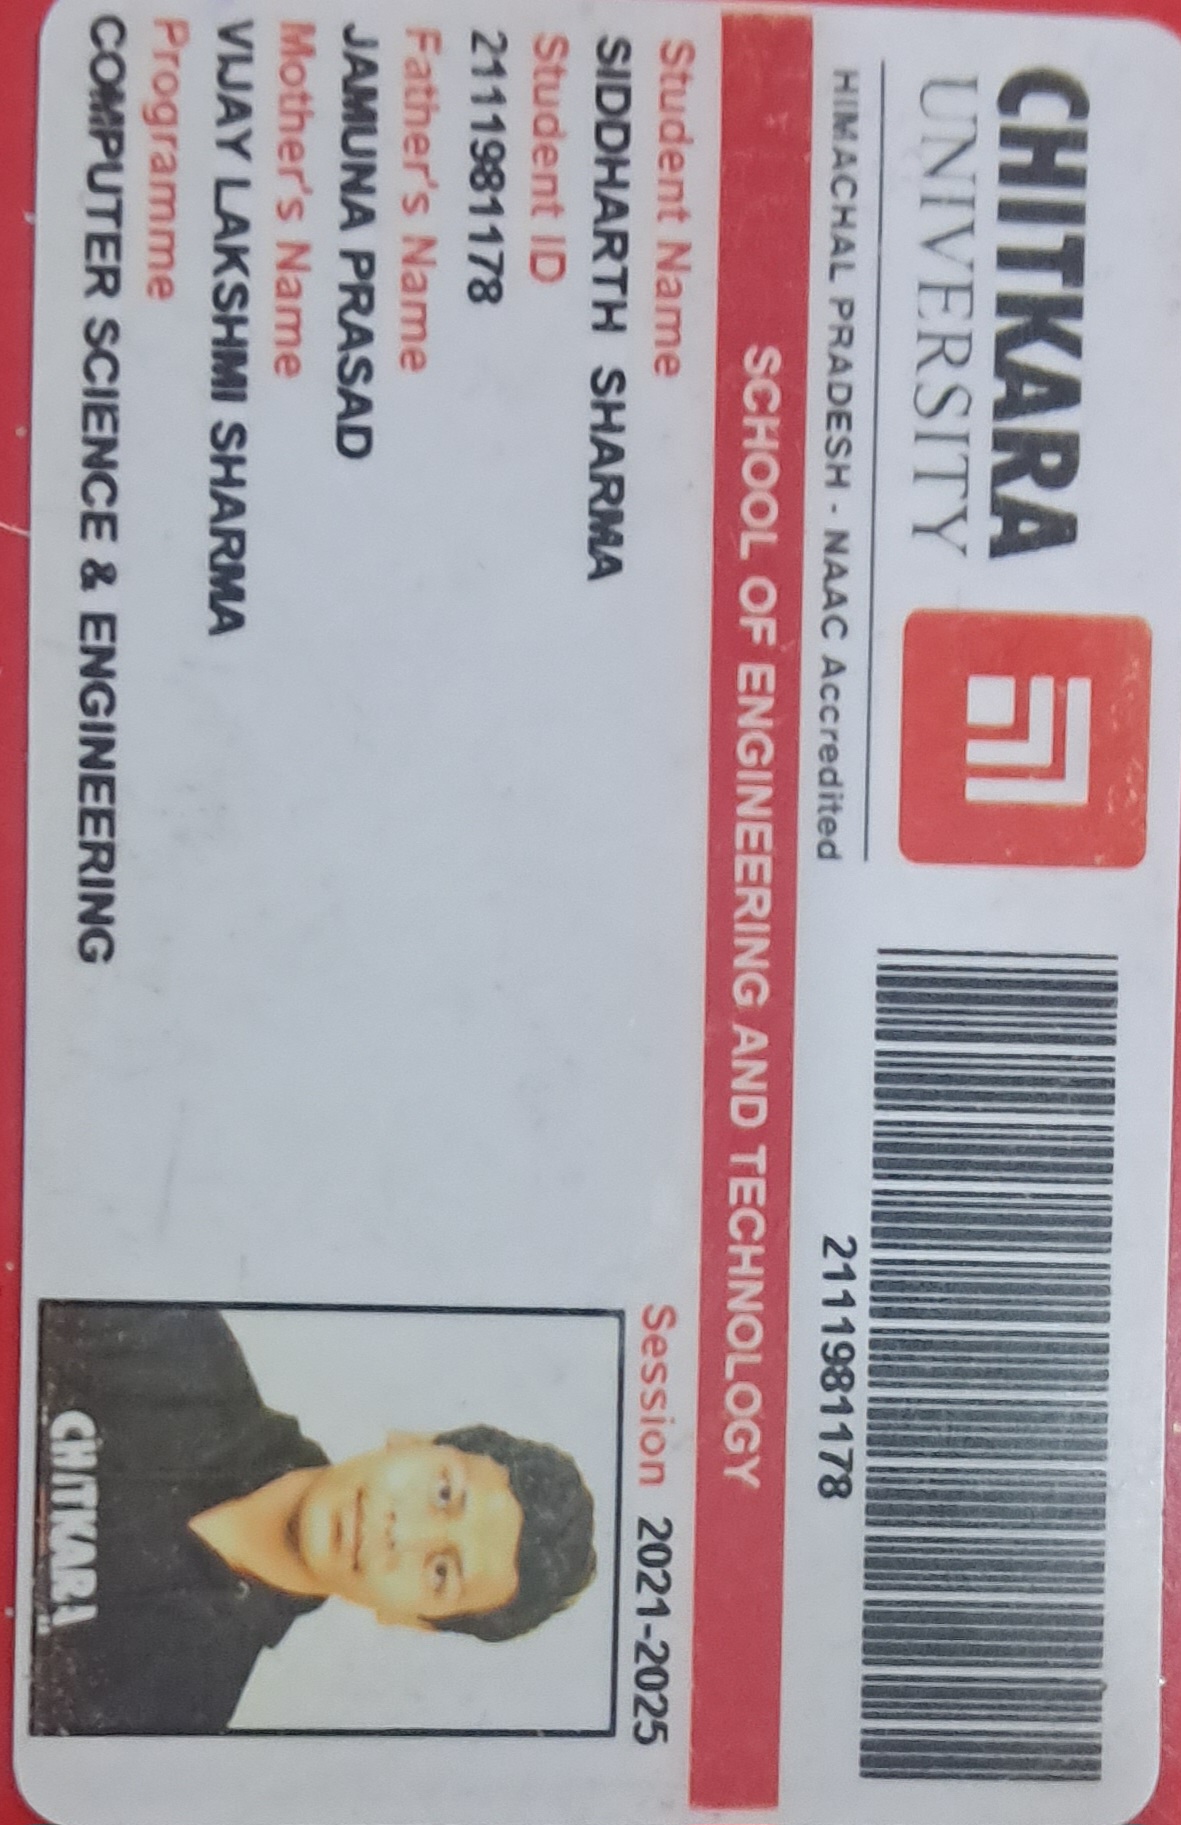 CHITKARA
UNIVERSITY
HIMACHAL PRADESH - NAAC Accredited
2111981178
SCHOOL OF ENGINEERING AND TECHNOLOGY
Session 2021-2025
Student Name
SIDDHARTH SHARMA
Student ID
2111981178
Father's Name
JAMUNA PRASAD
Mother's Name
VIJAY LAKSHMI SHARMA
Programme
COMPUTER SCIENCE & ENGINEERING
CHITKARA